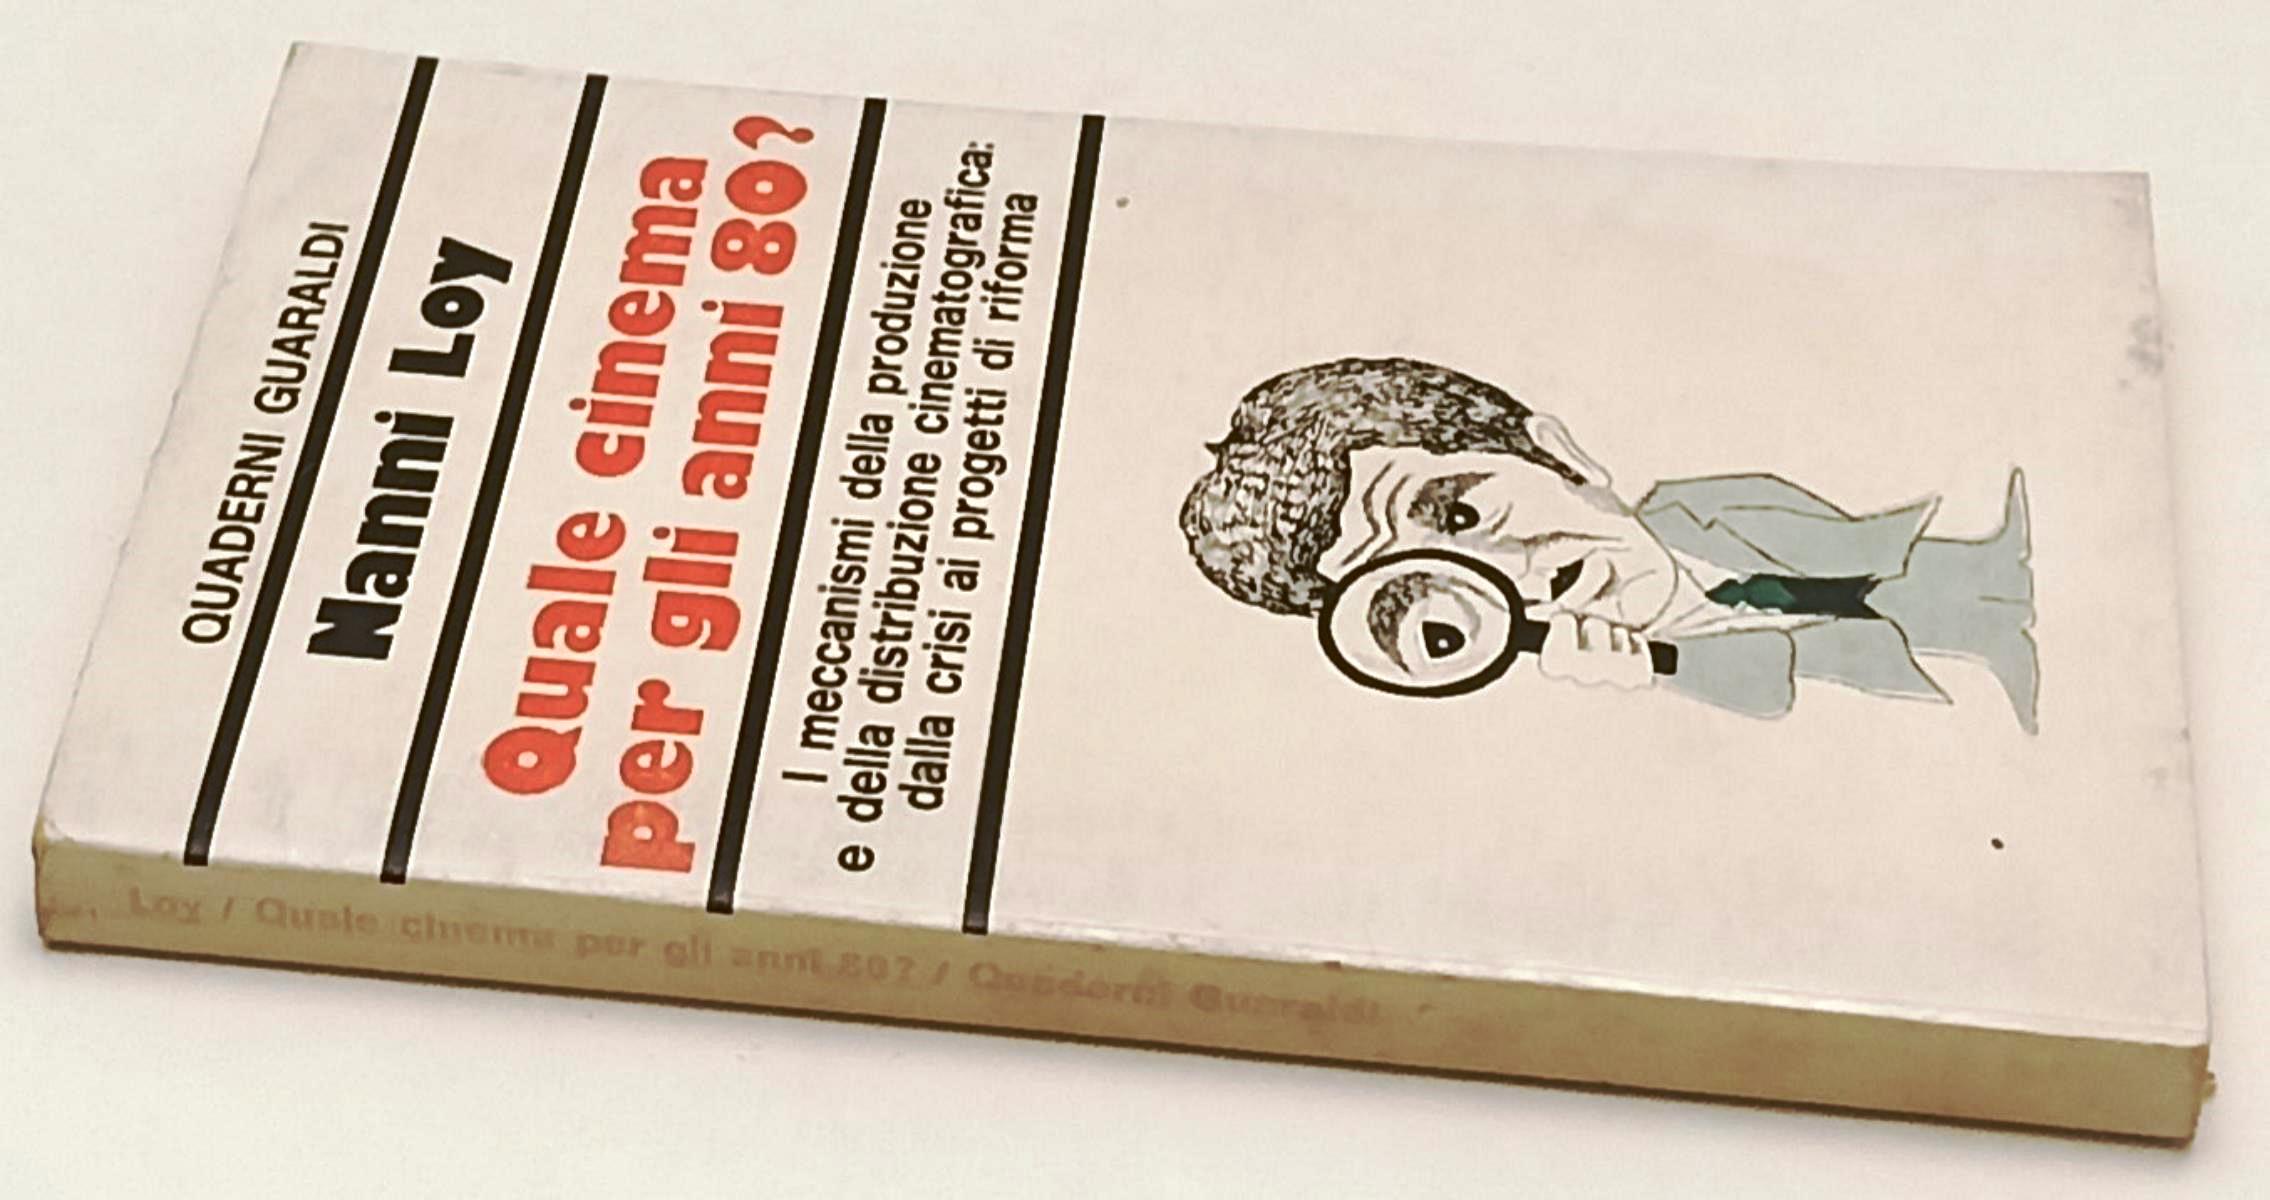 QUADERNI GUARALDI
Nanni Loy
Quale cinema
per gli anni 80?
I meccanismi della produzione
e della distribuzione cinematografica:
dalla crisi ai progetti di riforma
Loy / Quale cinema per gli anni 80? / Quaderni Guaraldi